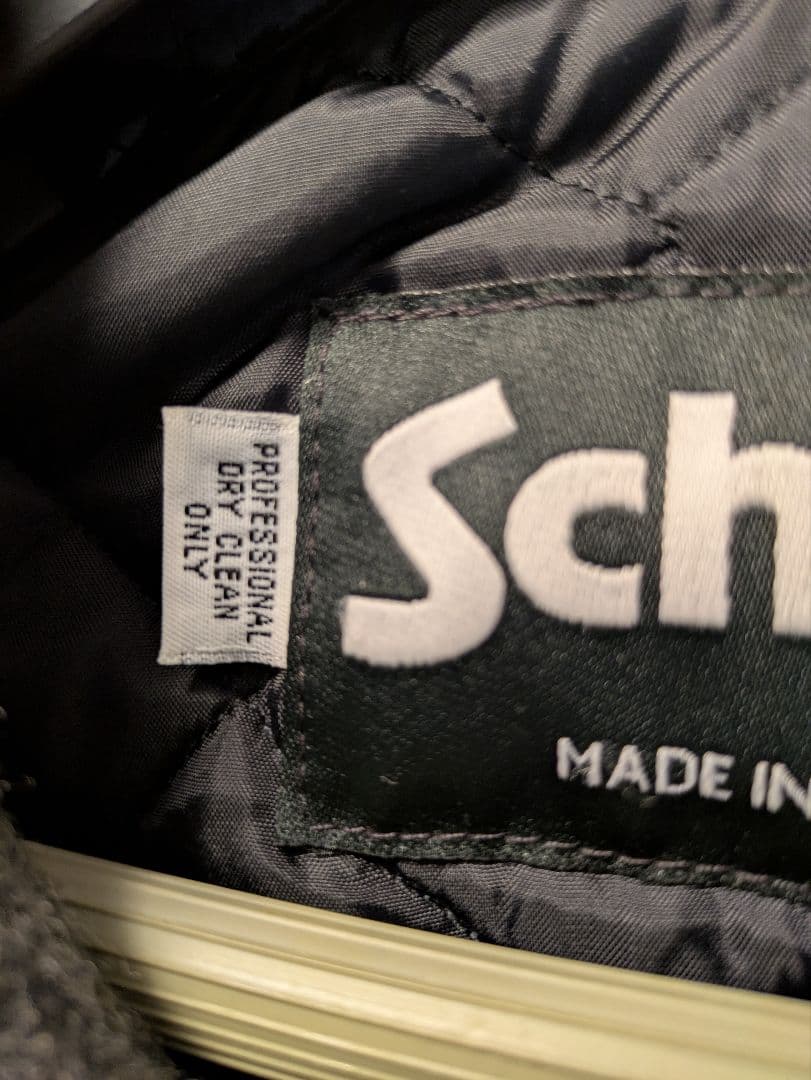 PROFESSIONAL
DRY CLEAN
ONLY
Sch
MADE IN